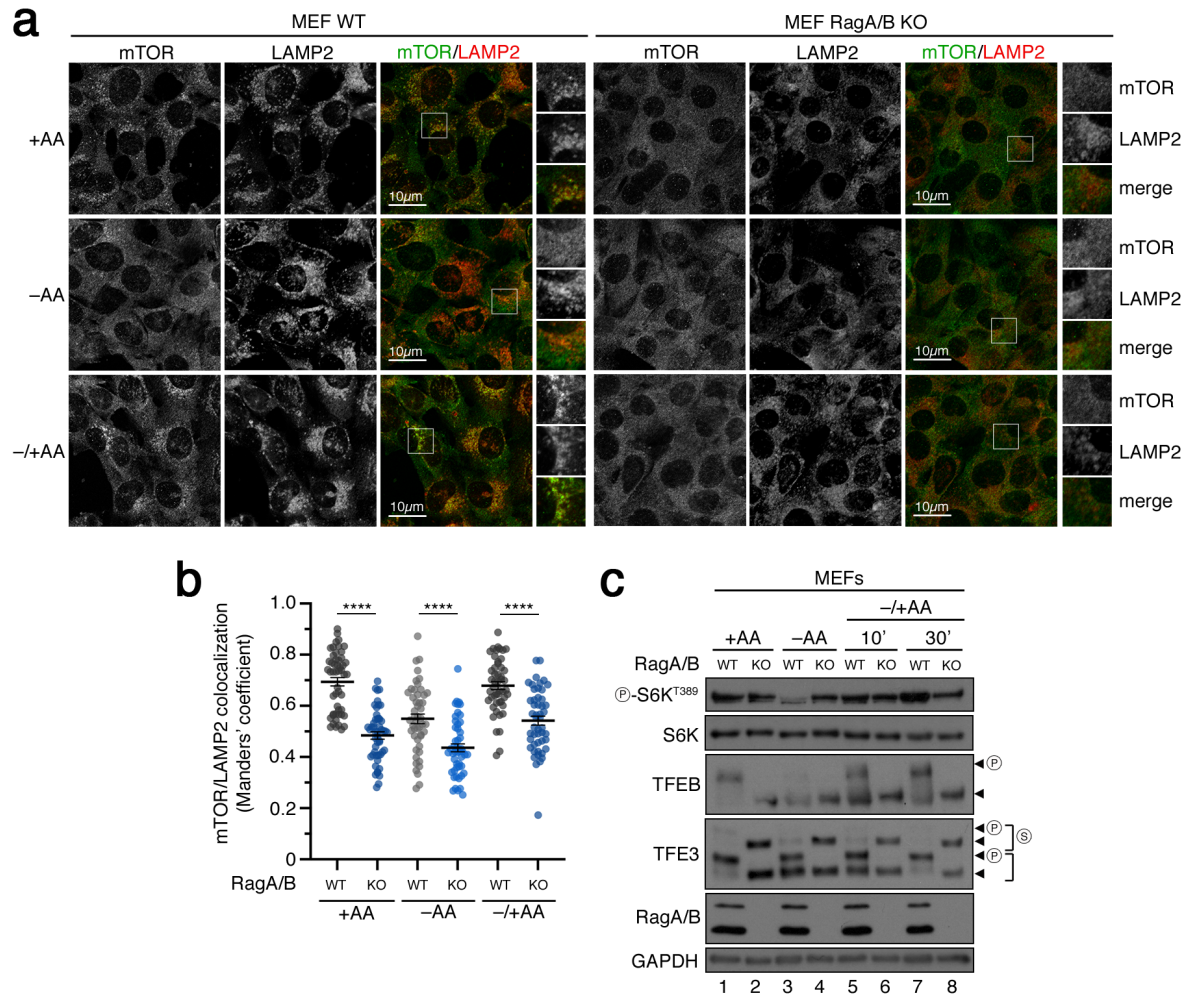 a
MEF WT
MEF RagA/B KO
mTOR LAMP2 mTOR/LAMP2 mTOR LAMP2 mTOR/LAMP2
+AA
10µm
10µm
mTOR
LAMP2
merge
–AA
10µm
10µm
mTOR
LAMP2
merge
–/+AA
10µm
10µm
mTOR
LAMP2
merge
b
mTOR/LAMP2 colocalization
(Manders' coefficient)
1.0
0.8
0.6
0.4
0.2
0
**** **** ****
RagA/B WT KO WT KO WT KO
+AA –AA –/+AA
c
MEFs
–/+AA
+AA –AA 10' 30'
RagA/B WT KO WT KO WT KO WT KO
Ⓟ-S6K^T389
S6K
TFEB Ⓟ
TFE3 Ⓟ Ⓢ
Ⓟ
RagA/B
GAPDH
1 2 3 4 5 6 7 8